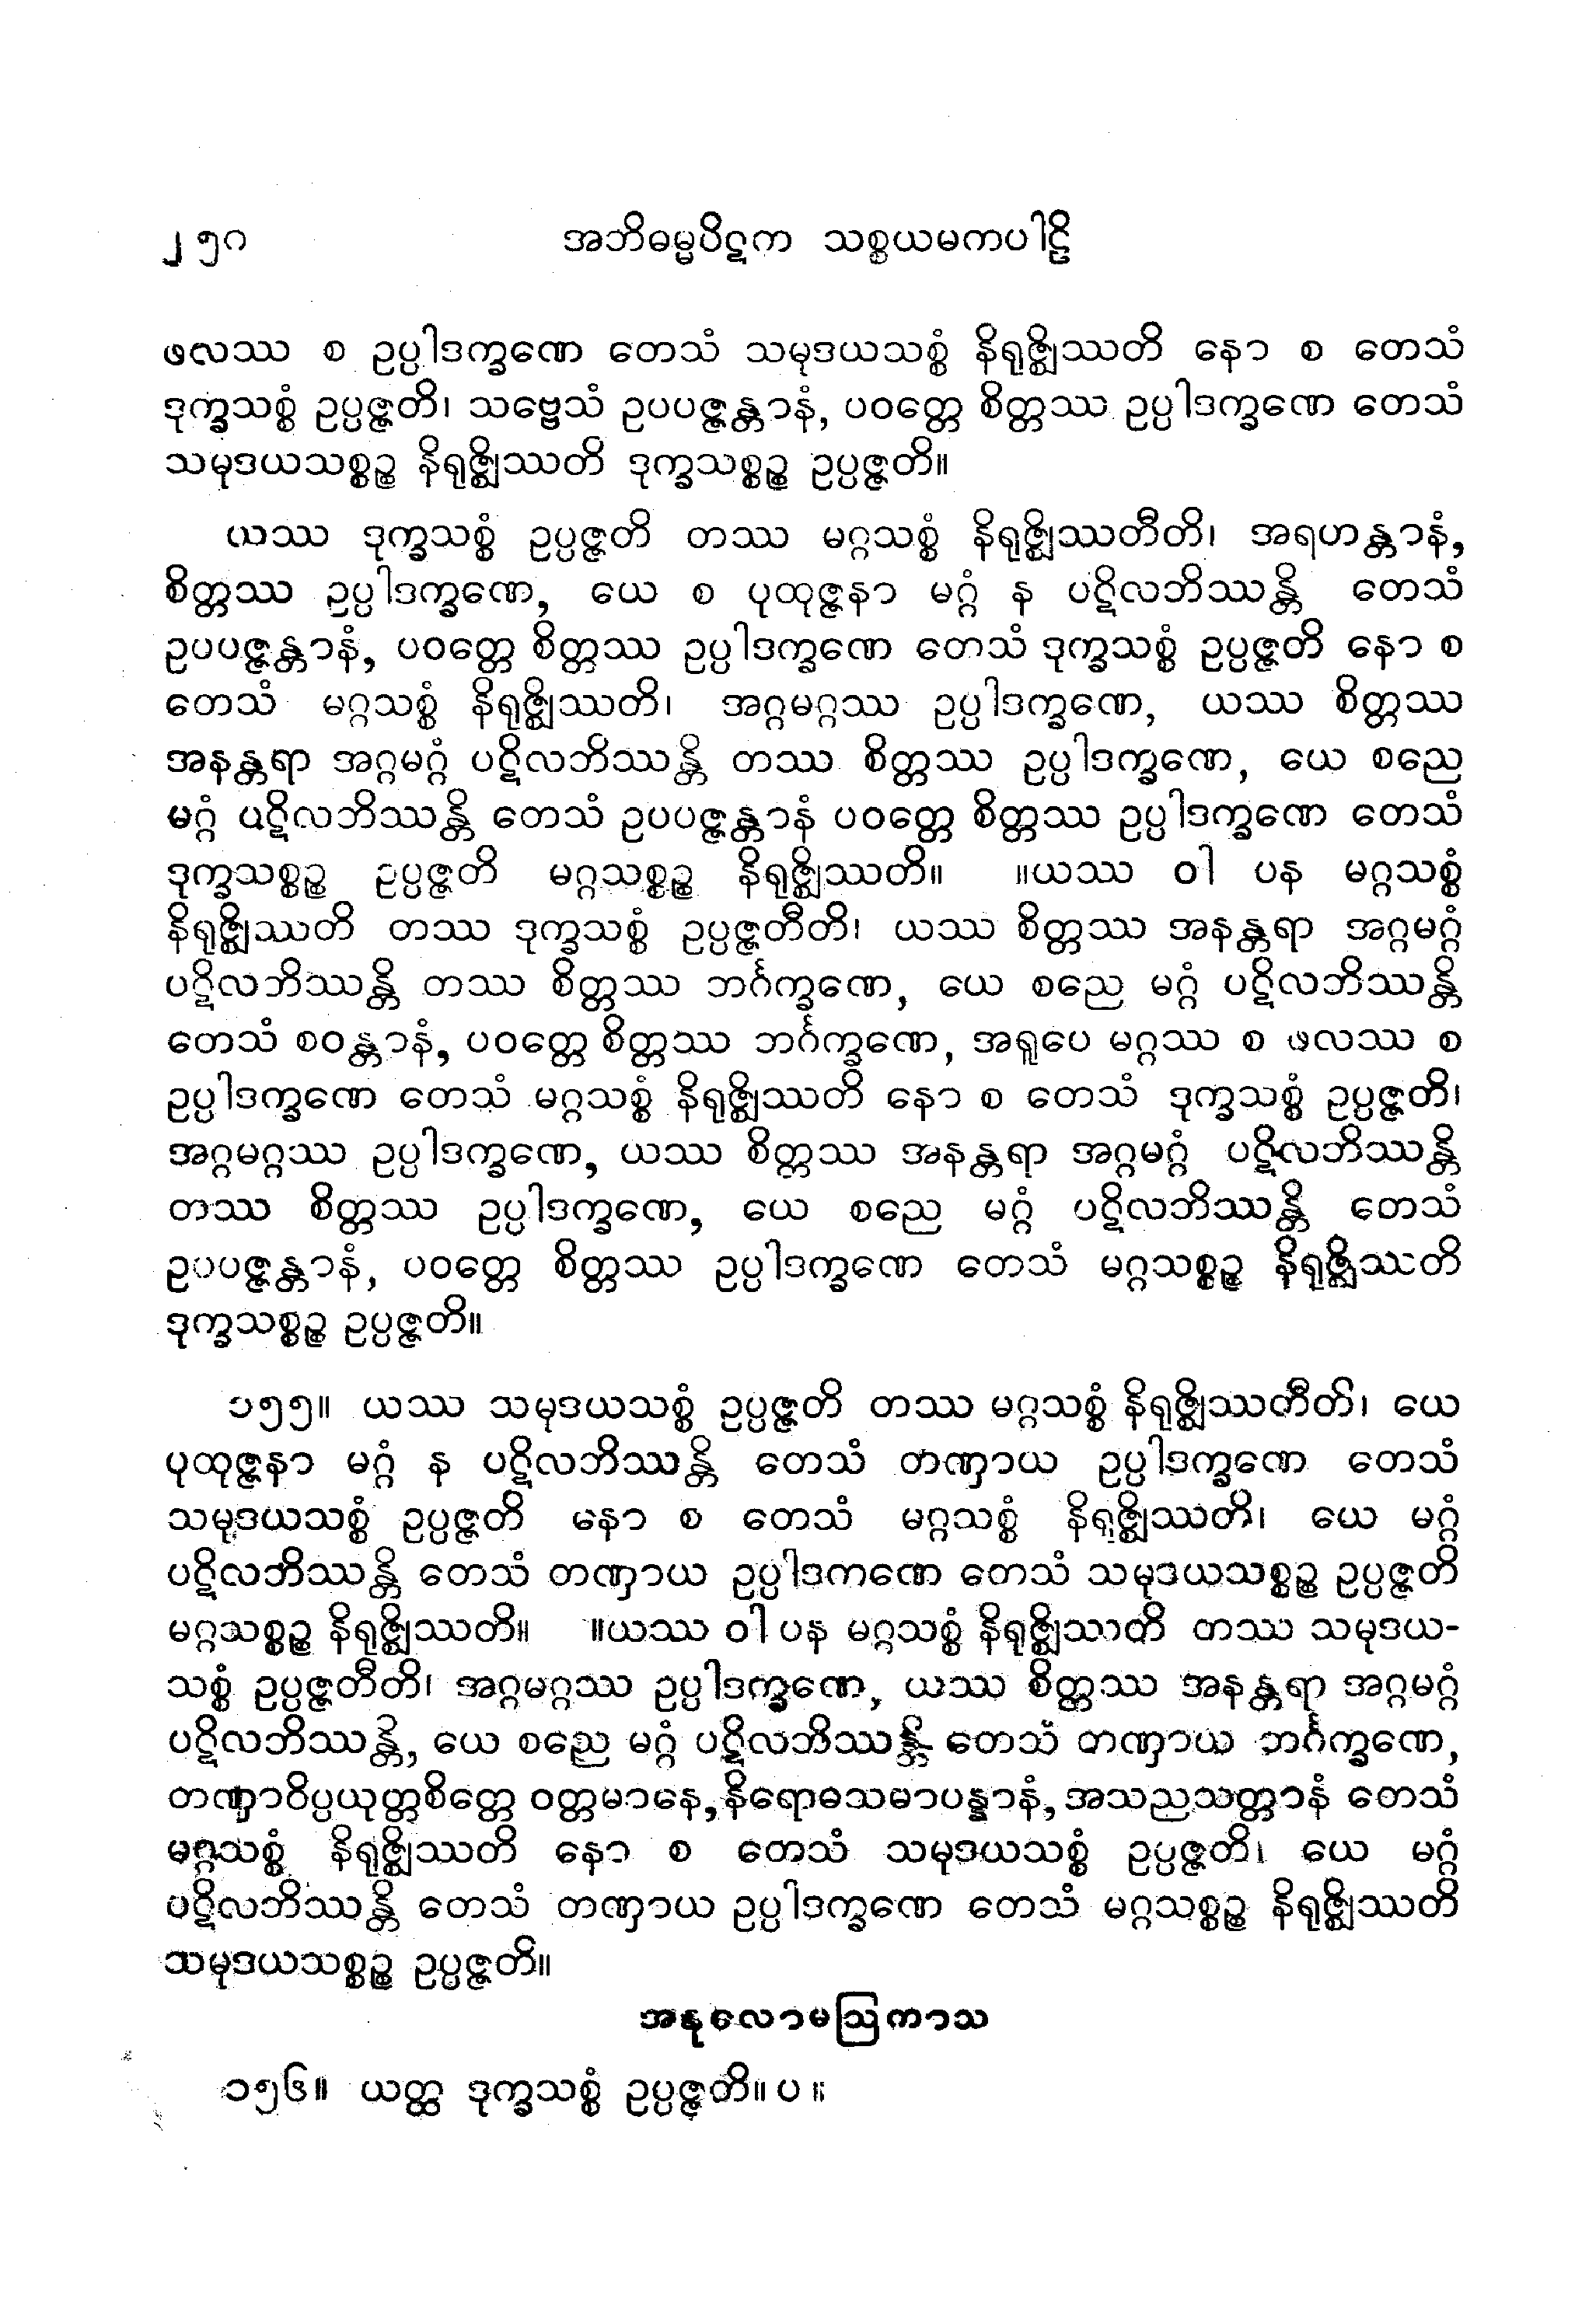 ၂၅၀ အဘိဓမ္မပိဋက သစ္စယမကပါဠိ
ဖလဿ စ ဥပ္ပါဒက္ခဏေ တေသံ သမုဒယသစ္စံ နိရုဇ္ဈိဿတိ နော စ တေသံ
ဒုက္ခသစ္စံ ဥပ္ပဇ္ဇတိ၊ သဗ္ဗေသံ ဥပပဇ္ဇန္တာနံ, ပဝတ္တေ စိတ္တဿ ဥပ္ပါဒက္ခဏေ တေသံ
သမုဒယသစ္စဉ္စ နိရုဇ္ဈိဿတိ ဒုက္ခသစ္စဉ္စ ဥပ္ပဇ္ဇတိ။
ယဿ ဒုက္ခသစ္စံ ဥပ္ပဇ္ဇတိ တဿ မဂ္ဂသစ္စံ နိရုဇ္ဈိဿတီတိ၊ အရဟန္တာနံ,
စိတ္တဿ ဥပ္ပါဒက္ခဏေ, ယေ စ ပုထုဇ္ဇနာ မဂ္ဂံ န ပဋိလဘိဿန္တိ တေသံ
ဥပပဇ္ဇန္တာနံ, ပဝတ္တေ စိတ္တဿ ဥပ္ပါဒက္ခဏေ တေသံ ဒုက္ခသစ္စံ ဥပ္ပဇ္ဇတိ နော စ
တေသံ မဂ္ဂသစ္စံ နိရုဇ္ဈိဿတိ၊ အဂ္ဂမဂ္ဂဿ ဥပ္ပါဒက္ခဏေ, ယဿ စိတ္တဿ
အနန္တရာ အဂ္ဂမဂ္ဂံ ပဋိလဘိဿန္တိ တဿ စိတ္တဿ ဥပ္ပါဒက္ခဏေ, ယေ စညေ
မဂ္ဂံ ပဋိလဘိဿန္တိ တေသံ ဥပပဇ္ဇန္တာနံ ပဝတ္တေ စိတ္တဿ ဥပ္ပါဒက္ခဏေ တေသံ
ဒုက္ခသစ္စဉ္စ ဥပ္ပဇ္ဇတိ မဂ္ဂသစ္စဉ္စ နိရုဇ္ဈိဿတိ။ ။ယဿ ဝါ ပန မဂ္ဂသစ္စံ
နိရုဇ္ဈိဿတိ တဿ ဒုက္ခသစ္စံ ဥပ္ပဇ္ဇတီတိ၊ ယဿ စိတ္တဿ အနန္တရာ အဂ္ဂမဂ္ဂံ
ပဋိလဘိဿန္တိ တဿ စိတ္တဿ ဘင်္ဂက္ခဏေ, ယေ စညေ မဂ္ဂံ ပဋိလဘိဿန္တိ
တေသံ စဝန္တာနံ, ပဝတ္တေ စိတ္တဿ ဘင်္ဂက္ခဏေ, အရူပေ မဂ္ဂဿ စ ဖလဿ စ
ဥပ္ပါဒက္ခဏေ တေသံ မဂ္ဂသစ္စံ နိရုဇ္ဈိဿတိ နော စ တေသံ ဒုက္ခသစ္စံ ဥပ္ပဇ္ဇတိ၊
အဂ္ဂမဂ္ဂဿ ဥပ္ပါဒက္ခဏေ, ယဿ စိတ္တဿ အနန္တရာ အဂ္ဂမဂ္ဂံ ပဋိလဘိဿန္တိ
တဿ စိတ္တဿ ဥပ္ပါဒက္ခဏေ, ယေ စညေ မဂ္ဂံ ပဋိလဘိဿန္တိ တေသံ
ဥပပဇ္ဇန္တာနံ, ပဝတ္တေ စိတ္တဿ ဥပ္ပါဒက္ခဏေ တေသံ မဂ္ဂသစ္စဉ္စ နိရုဇ္ဈိဿတိ
ဒုက္ခသစ္စဉ္စ ဥပ္ပဇ္ဇတိ။
၁၅၅။ ယဿ သမုဒယသစ္စံ ဥပ္ပဇ္ဇတိ တဿ မဂ္ဂသစ္စံ နိရုဇ္ဈိဿတီတိ၊ ယေ
ပုထုဇ္ဇနာ မဂ္ဂံ န ပဋိလဘိဿန္တိ တေသံ တဏှာယ ဥပ္ပါဒက္ခဏေ တေသံ
သမုဒယသစ္စံ ဥပ္ပဇ္ဇတိ နော စ တေသံ မဂ္ဂသစ္စံ နိရုဇ္ဈိဿတိ၊ ယေ မဂ္ဂံ
ပဋိလဘိဿန္တိ တေသံ တဏှာယ ဥပ္ပါဒကဏေ တေသံ သမုဒယသစ္စဉ္စ ဥပ္ပဇ္ဇတိ
မဂ္ဂသစ္စဉ္စ နိရုဇ္ဈိဿတိ။ ။ယဿ ဝါ ပန မဂ္ဂသစ္စံ နိရုဇ္ဈိဿတိ တဿ သမုဒယ-
သစ္စံ ဥပ္ပဇ္ဇတီတိ၊ အဂ္ဂမဂ္ဂဿ ဥပ္ပါဒက္ခဏေ, ယဿ စိတ္တဿ အနန္တရာ အဂ္ဂမဂ္ဂံ
ပဋိလဘိဿန္တိ, ယေ စညေ မဂ္ဂံ ပဋိလဘိဿန္တိ တေသံ တဏှာယ ဘင်္ဂက္ခဏေ,
တဏှာဝိပ္ပယုတ္တစိတ္တေ ဝတ္တမာနေ, နိရောဓသမာပန္နာနံ, အသညသတ္တာနံ တေသံ
မဂ္ဂသစ္စံ နိရုဇ္ဈိဿတိ နော စ တေသံ သမုဒယသစ္စံ ဥပ္ပဇ္ဇတိ၊ ယေ မဂ္ဂံ
ပဋိလဘိဿန္တိ တေသံ တဏှာယ ဥပ္ပါဒက္ခဏေ တေသံ မဂ္ဂသစ္စဉ္စ နိရုဇ္ဈိဿတိ
သမုဒယသစ္စဉ္စ ဥပ္ပဇ္ဇတိ။
အနုလောမဩကာသ
၁၅၆။ ယတ္ထ ဒုက္ခသစ္စံ ဥပ္ပဇ္ဇတိ။ ပ ။